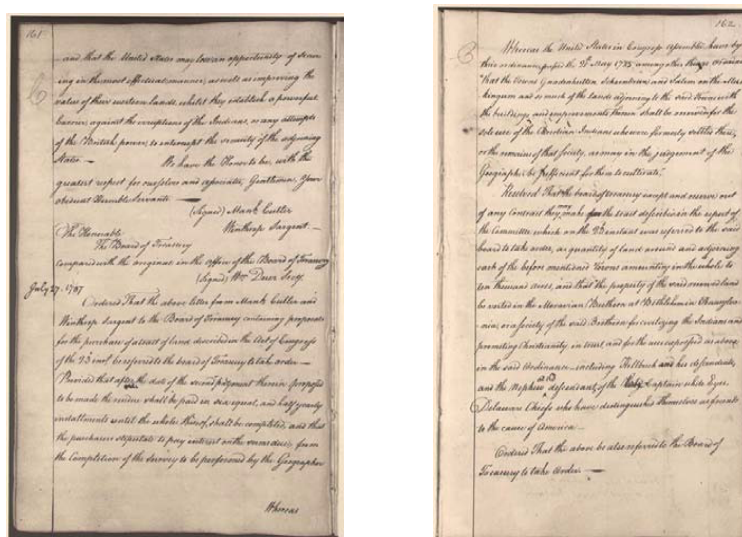 161
and that the United States may have an opportunity of secur-
ing in the most effectual manner, as well as improving the
value of their western lands, whilst they establish a powerful
barrier, against the irruptions of the Indians, or any attempts
of the British power, to interrupt the security of the adjoining
States. —
We have the Honor to be, with the
greatest respect for ourselves and associates, Gentlemen, Your
obedient Humble Servants —
(Signed) Manh. Cutler
Winthrop Sargent. —
The Honorable
The Board of Treasury
compared with the original in the Office of the Board of Treasury
(Signed) Wm Duer Secy.
July 27. 1787
Ordered That the above letter from Manh. Cutler and
Winthrop Sargent to the Board of Treasury containing proposals
for the purchase of a tract of land described in the Act of Congress
of the 23d inst. be referred to the board of Treasury to take order —
Provided that after the date of the second payment therein proposed
to be made the residue shall be paid in six equal, and half yearly
instalments until the whole thereof, shall be completed, and that
the purchasers stipulate to pay interest on the sums due, from
the Completion of the Survey to be performed by the Geographer
Whereas
162
Whereas the United States in Congress assembled have by
their ordinance passed the 20 May 1785 among other things ordained
"that the Towns Gnadenhutten Schoenbrun and Salem on the Mus-
kingum and so much of the lands adjoining to the said Towns with
the buildings and improvements thereon shall be reserved for the
sole use of the Christian Indians who were formerly settled there,
or the remains of that society, as may in the judgement of the
Geographer be sufficient for them to cultivate."
Resolved That the board of treasury except and reserve out
of any Contract they may make for the tract described in the report of
the Committee which on the 23 instant was referred to the said
board to take order, a quantity of land around and adjoining
each of the before mentioned Towns amounting in the whole to
ten thousand acres, and that the property of the said reserved land
be vested in the Moravian Brethren at Bethlehem Pennsylva-
nia, or a society of the said Brethren for civilizing the Indians and
promoting Christianity, in trust and for the uses expressed as above
in the said Ordinance — including Killbuck and his descendants,
and the Nephew and descendants of the late Captain white Eyes
Delaware Chiefs who have distinguished themselves as friends
to the cause of America —
Ordered That the above be also referred to the Board of
Treasury to take Order —